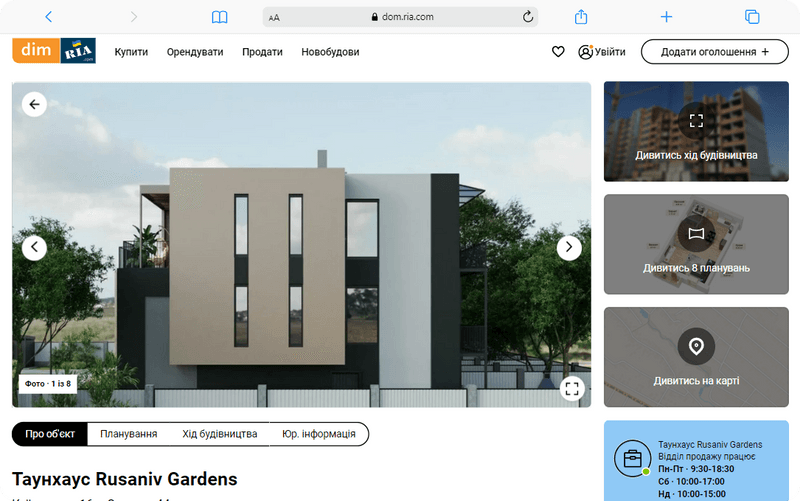 AA dom.ria.com
dim RIA.com Купити Орендувати Продати Новобудови Увійти Додати оголошення +
Дивитись хід будівництва
Дивитись 8 планувань
Дивитись на карті
Фото · 1 із 8
Про об'єкт Планування Хід будівництва Юр. інформація
Таунхаус Rusaniv Gardens
Таунхаус Rusaniv Gardens
Відділ продажу працює
Пн-Пт · 9:30-18:30
Сб · 10:00-17:00
Нд · 10:00-15:00